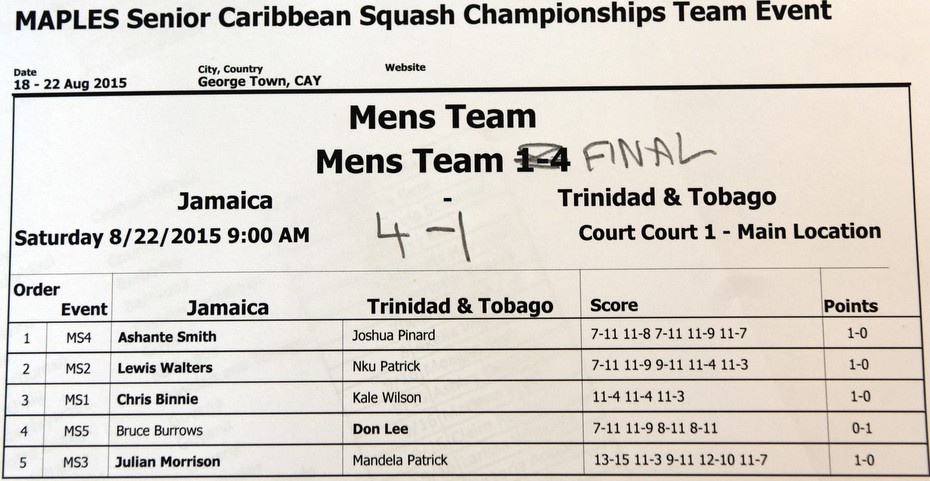 MAPLES Senior Caribbean Squash Championships Team Event
Date City, Country Website
18 - 22 Aug 2015 George Town, CAY
Mens Team
Mens Team 1-4 FINAL
Jamaica - Trinidad & Tobago
Saturday 8/22/2015 9:00 AM 4-1 Court Court 1 - Main Location
Order
Event Jamaica Trinidad & Tobago Score Points
1 MS4 Ashante Smith Joshua Pinard 7-11 11-8 7-11 11-9 11-7 1-0
2 MS2 Lewis Walters Nku Patrick 7-11 11-9 9-11 11-4 11-3 1-0
3 MS1 Chris Binnie Kale Wilson 11-4 11-4 11-3 1-0
4 MS5 Bruce Burrows Don Lee 7-11 11-9 8-11 8-11 0-1
5 MS3 Julian Morrison Mandela Patrick 13-15 11-3 9-11 12-10 11-7 1-0